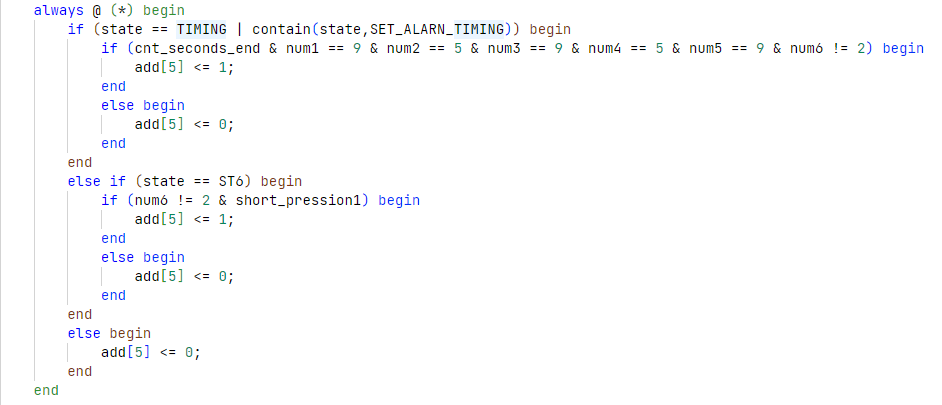 always @ (*) begin
if (state == TIMING | contain(state,SET_ALARN_TIMING)) begin
if (cnt_seconds_end & num1 == 9 & num2 == 5 & num3 == 9 & num4 == 5 & num5 == 9 & num6 != 2) begin
add[5] <= 1;
end
else begin
add[5] <= 0;
end
end
else if (state == ST6) begin
if (num6 != 2 & short_pression1) begin
add[5] <= 1;
end
else begin
add[5] <= 0;
end
end
else begin
add[5] <= 0;
end
end